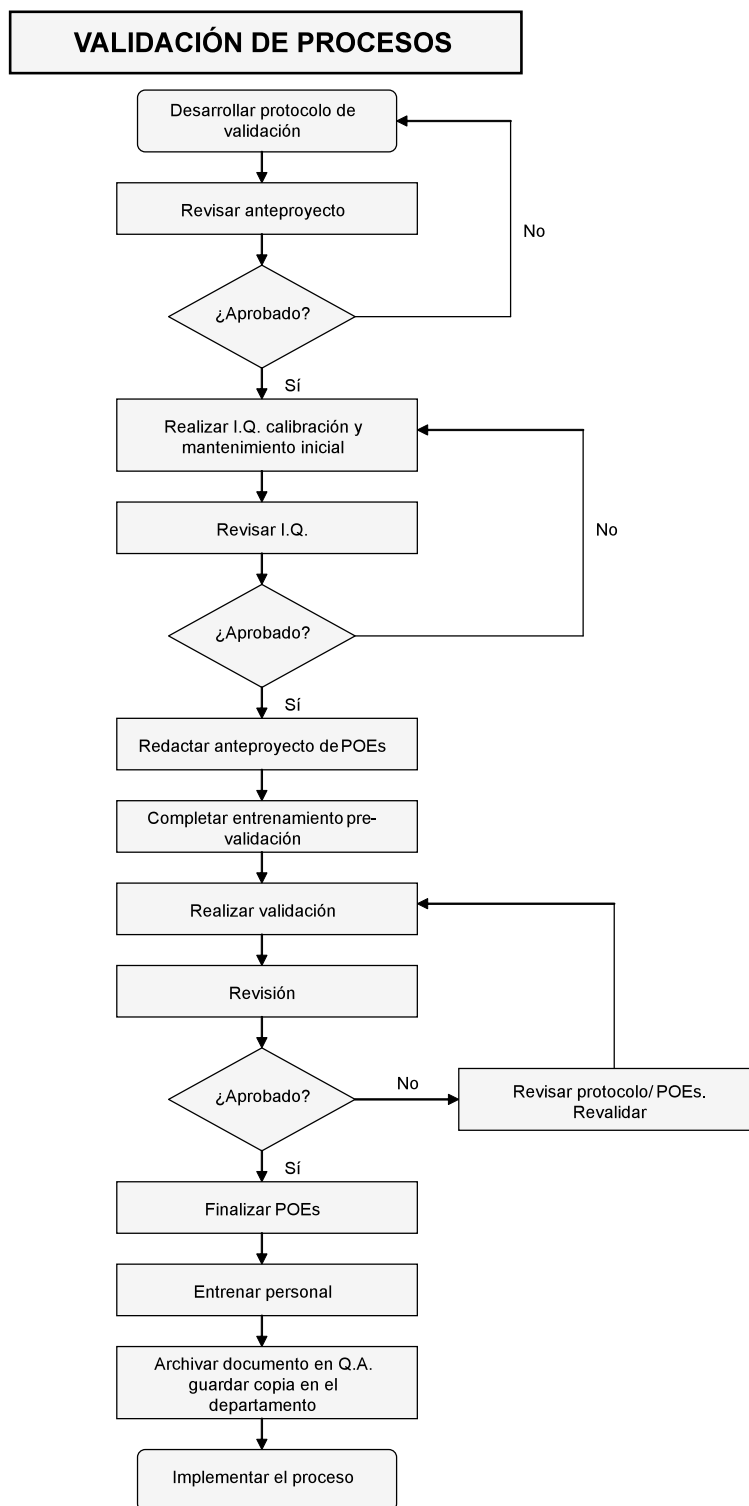 VALIDACIÓN DE PROCESOS
Desarrollar protocolo de
validación
Revisar anteproyecto
No
¿Aprobado?
Sí
Realizar I.Q. calibración y
mantenimiento inicial
Revisar I.Q.
No
¿Aprobado?
Sí
Redactar anteproyecto de POEs
Completar entrenamiento pre-
validación
Realizar validación
Revisión
¿Aprobado?
No
Revisar protocolo/ POEs.
Revalidar
Sí
Finalizar POEs
Entrenar personal
Archivar documento en Q.A.
guardar copia en el
departamento
Implementar el proceso